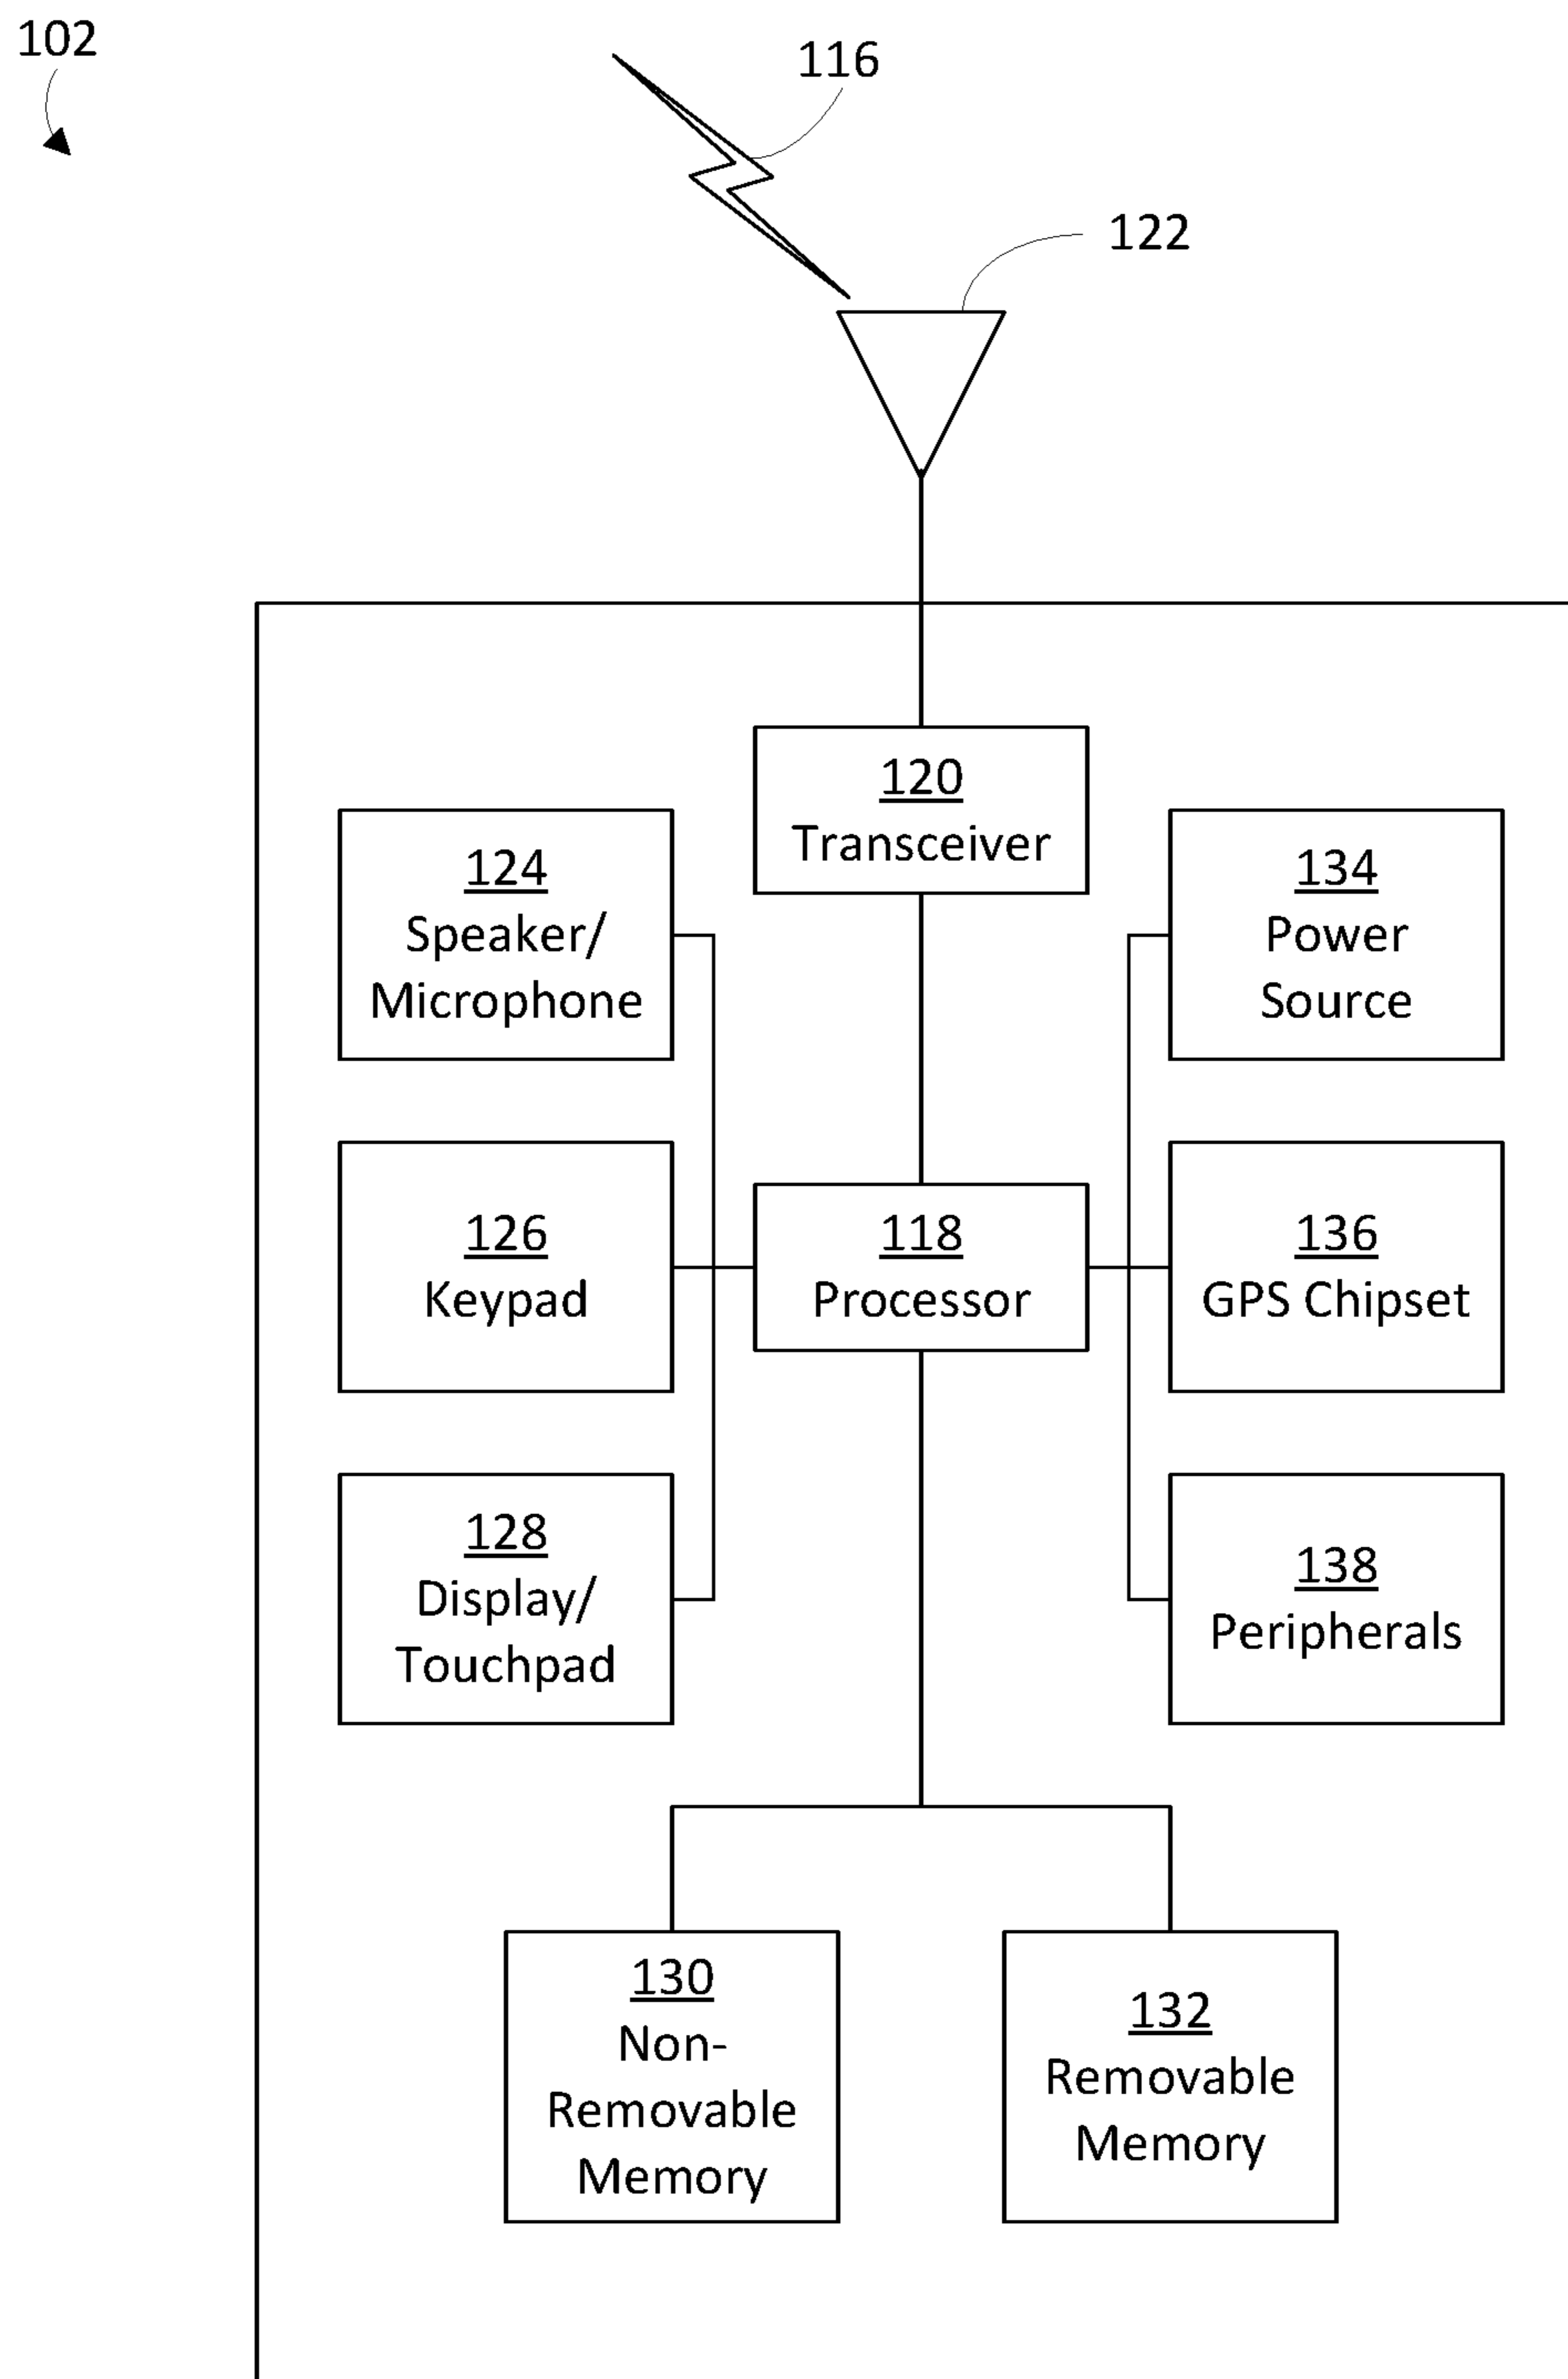 102
116
122
120
Transceiver
124
Speaker/
Microphone
134
Power
Source
126
Keypad
118
Processor
136
GPS Chipset
128
Display/
Touchpad
138
Peripherals
130
Non-
Removable
Memory
132
Removable
Memory